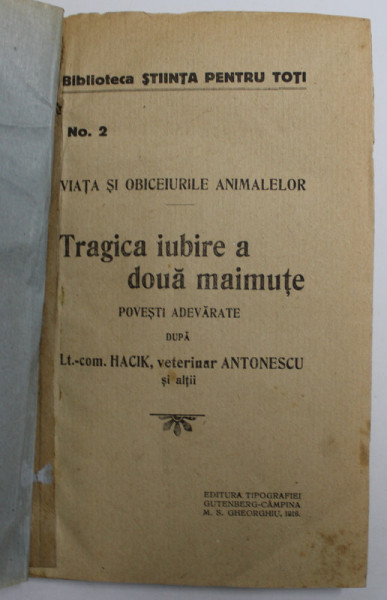 Biblioteca ȘTIINȚA PENTRU TOȚI
No. 2
VIAȚA ȘI OBICEIURILE ANIMALELOR
Tragica iubire a
două maimuțe
POVEȘTI ADEVĂRATE
DUPĂ
Lt.-com. HACIK, veterinar ANTONESCU
și alții
EDITURA TIPOGRAFIEI
GUTENBERG-CÂMPINA
M. S. GHEORGHIU,